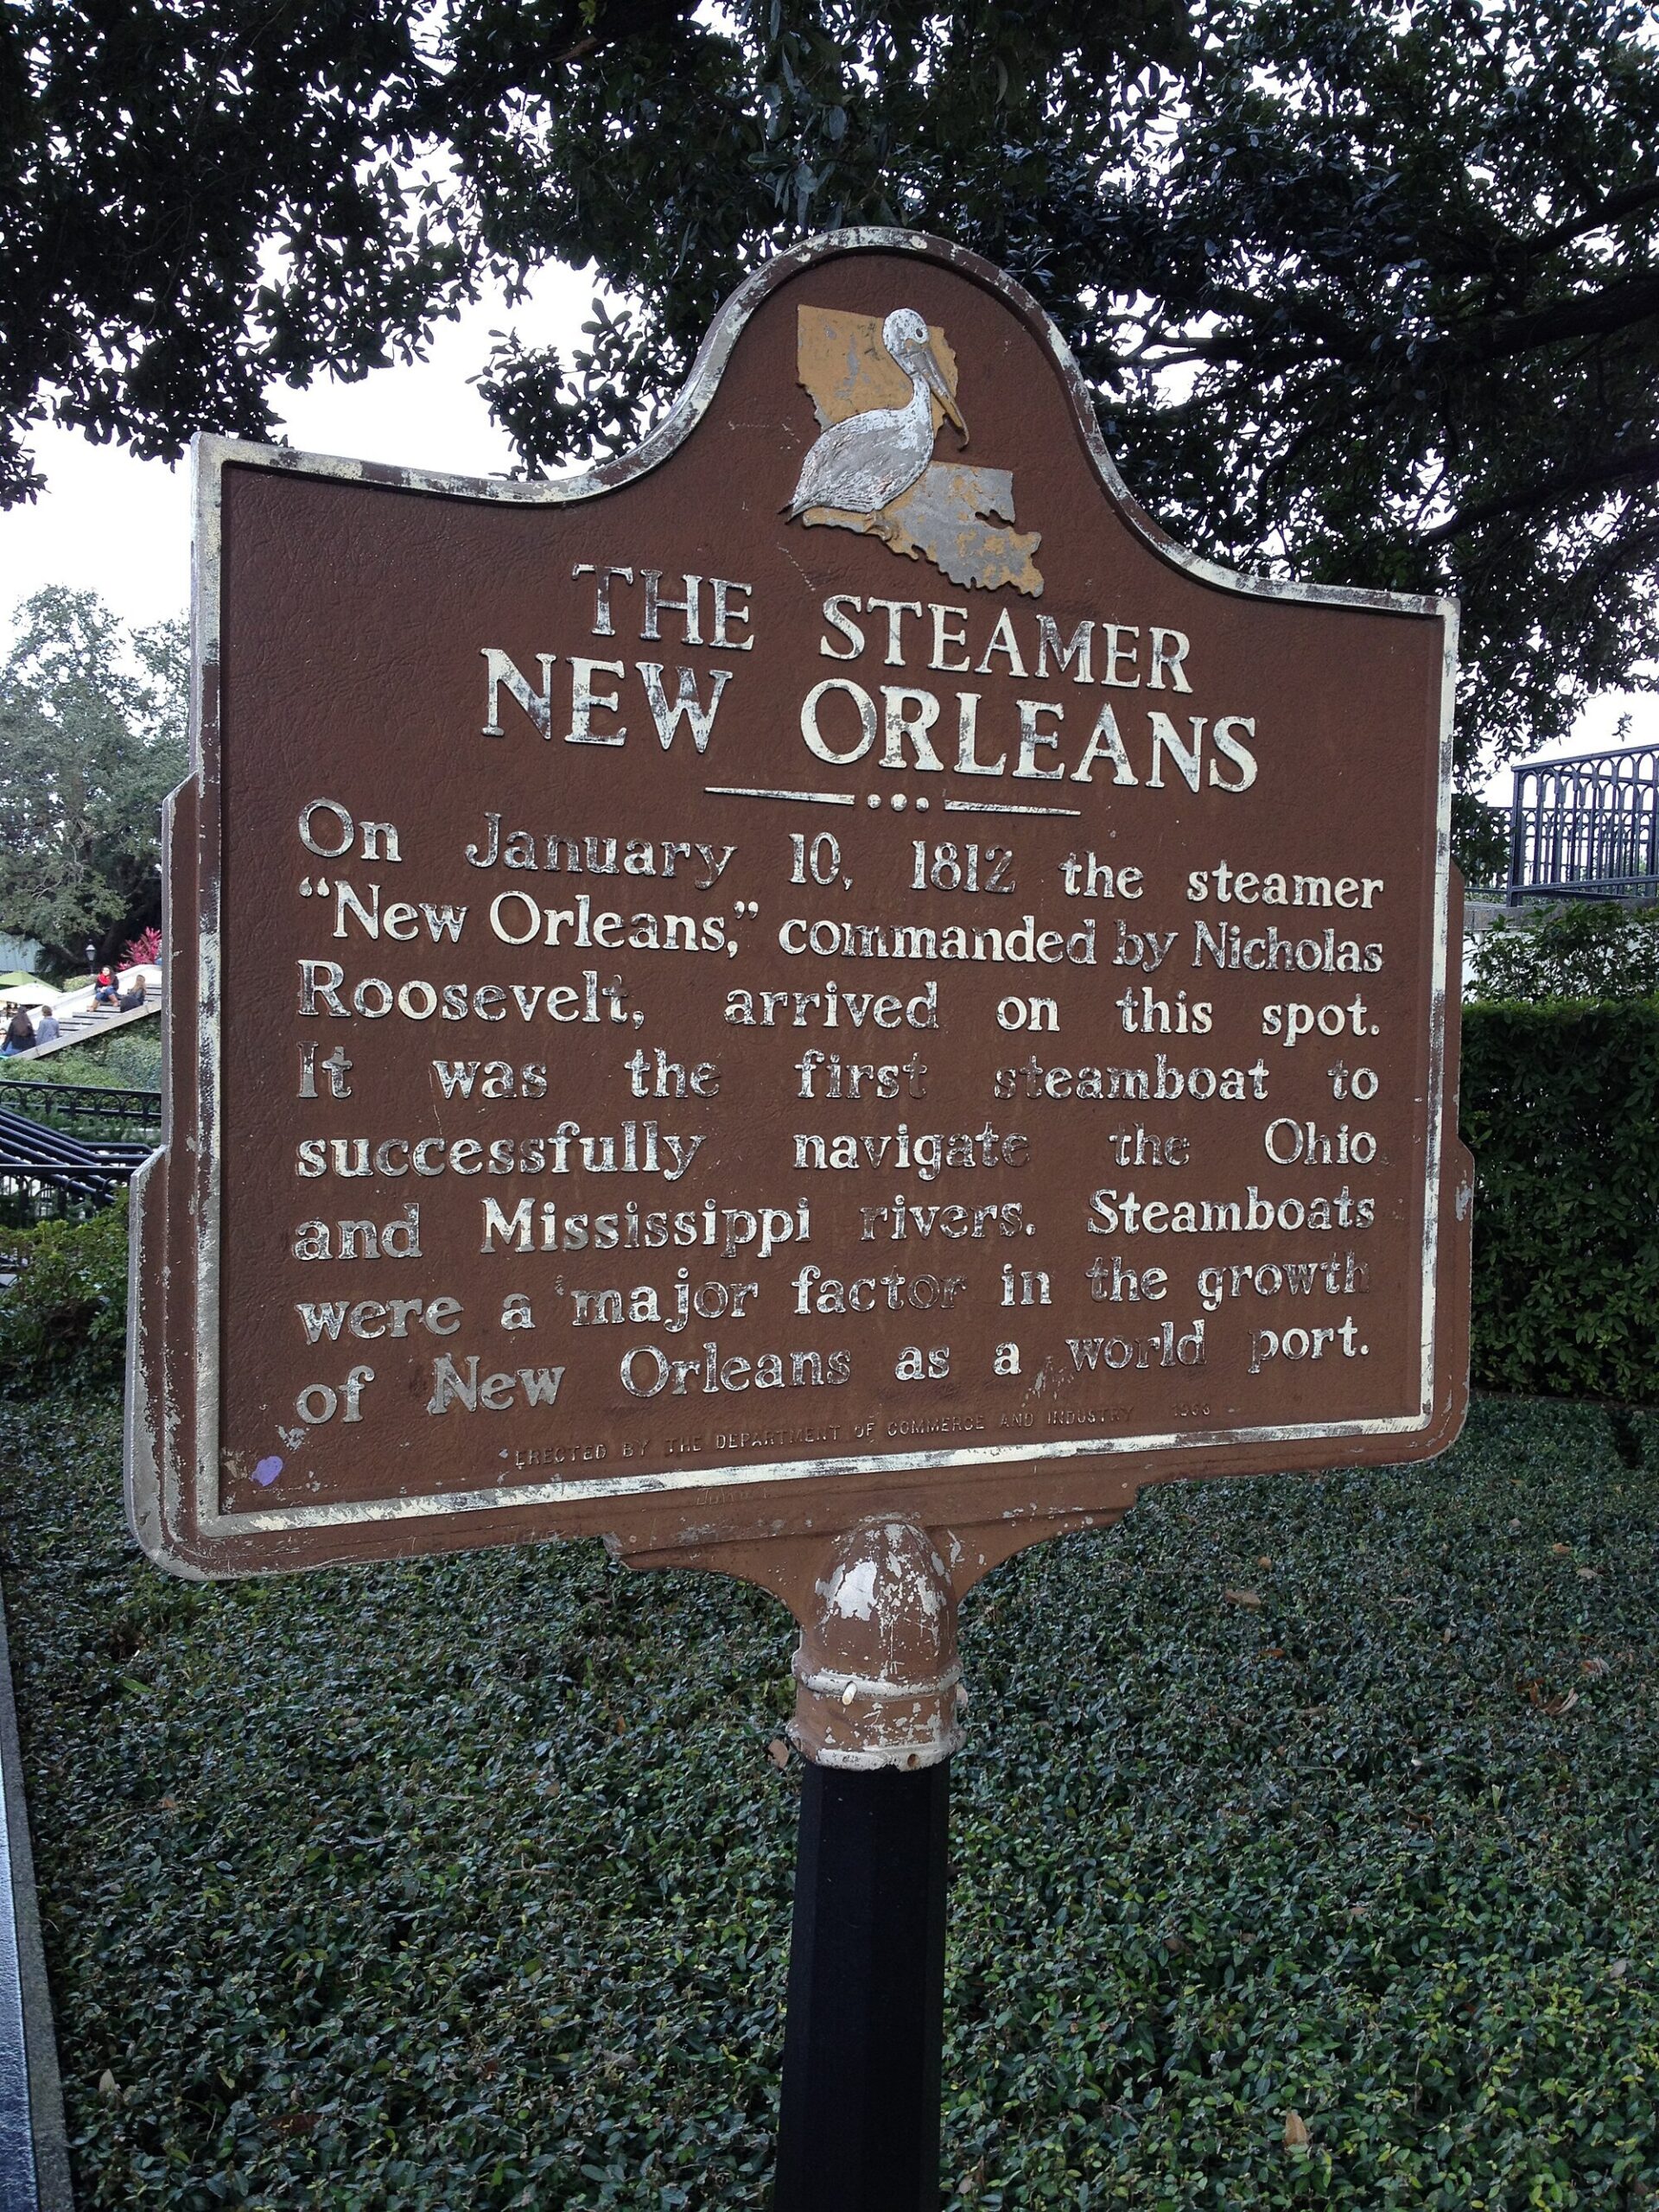 THE STEAMER
NEW ORLEANS
On January 10, 1812 the steamer
“New Orleans,” commanded by Nicholas
Roosevelt, arrived on this spot.
It was the first steamboat to
successfully navigate the Ohio
and Mississippi rivers. Steamboats
were a major factor in the growth
of New Orleans as a world port.
ERECTED BY THE DEPARTMENT OF COMMERCE AND INDUSTRY